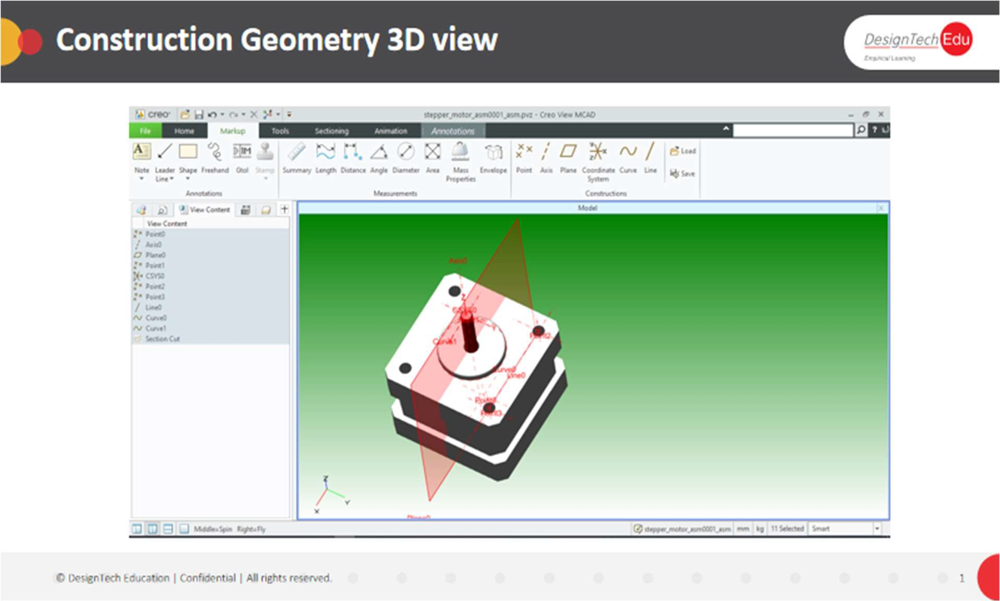 Construction Geometry 3D view
DesignTech Edu
Empirical Learning
creo
stepper_motor_asm0001_asm.pvz - Creo View MCAD
File Home Markup Tools Sectioning Animation Annotations
Note Leader Line Shape Freehand Gtol Stamp
Annotations
Summary Length Distance Angle Diameter Area Mass Properties Envelope
Measurements
Point Axis Plane Coordinate System Curve Line
Constructions
Load
Save
View Content
View Content
Point0
Axis0
Plane0
Point1
CSYS0
Point2
Point3
Line0
Curve0
Curve1
Section Cut
Model
Axis0
Z
Curve1
Point2
Curve0
Line0
Point3
Plane0
Z
Y
X
Middle=Spin Right=Fly
stepper_motor_asm0001_asm mm kg 11 Selected Smart
© DesignTech Education | Confidential | All rights reserved.
1